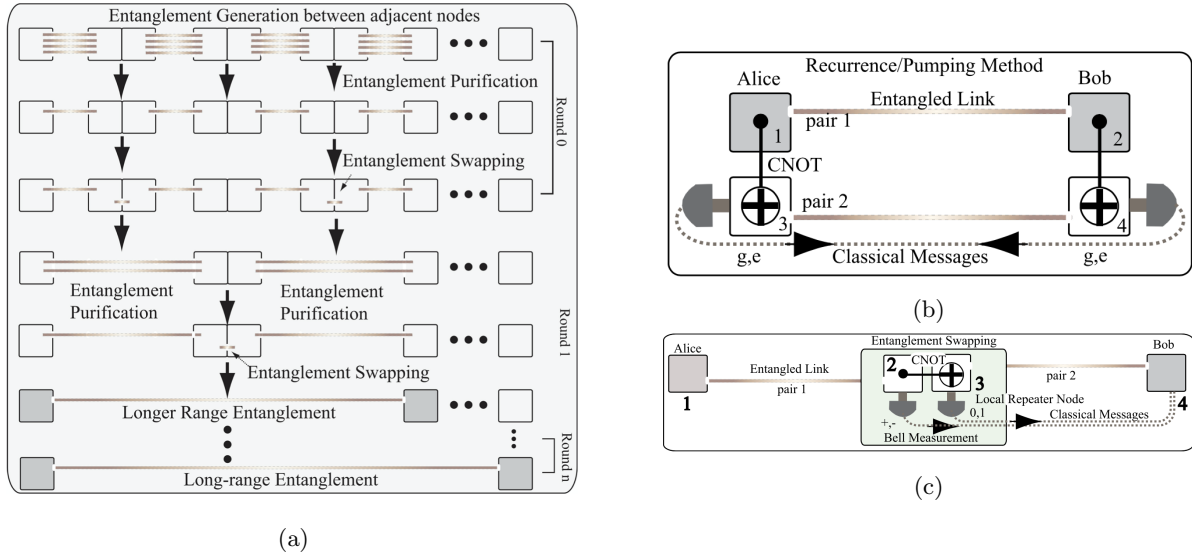 Entanglement Generation between adjacent nodes
Entanglement Purification
Round 0
Entanglement Swapping
Entanglement
Purification
Entanglement
Purification
Round 1
Entanglement Swapping
Longer Range Entanglement
Round n
Long-range Entanglement
(a)
Recurrence/Pumping Method
Alice
Bob
Entangled Link
pair 1
1
2
CNOT
pair 2
3
4
g,e
Classical Messages
g,e
(b)
Entanglement Swapping
Alice
Bob
Entangled Link
pair 1
2
CNOT
3
pair 2
1
4
Local Repeater Node
+,-
0,1
Classical Messages
Bell Measurement
(c)